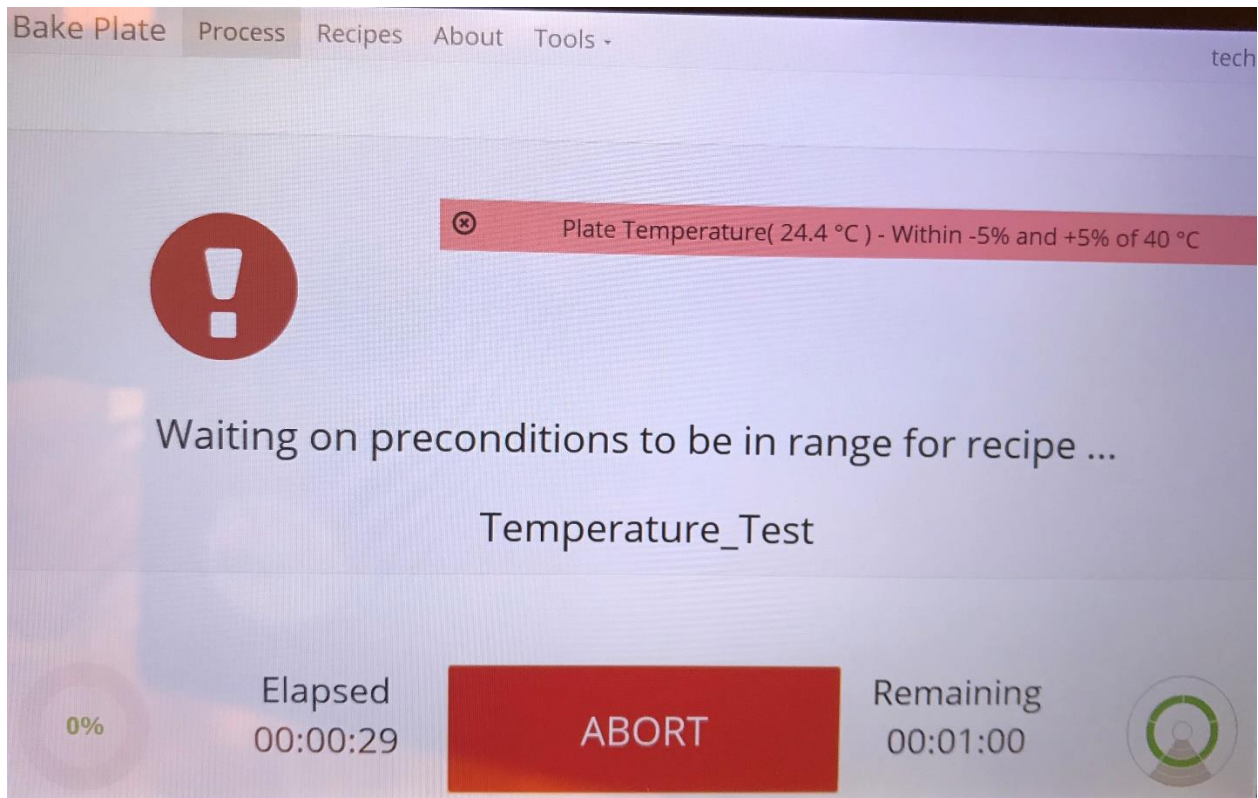 Bake Plate Process Recipes About Tools
tech
Plate Temperature( 24.4 °C ) - Within -5% and +5% of 40 °C
Waiting on preconditions to be in range for recipe ...
Temperature_Test
0%
Elapsed
00:00:29
ABORT
Remaining
00:01:00